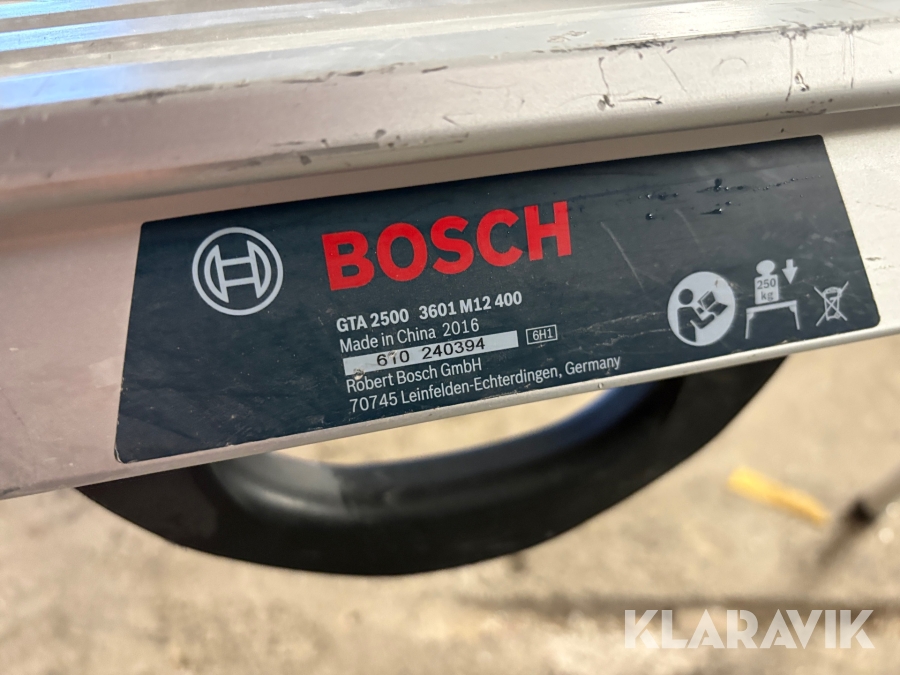 BOSCH
GTA 2500 3601 M12 400
Made in China 2016
610 240394
6H1
Robert Bosch GmbH
70745 Leinfelden-Echterdingen, Germany
250
kg
KLARAVIK